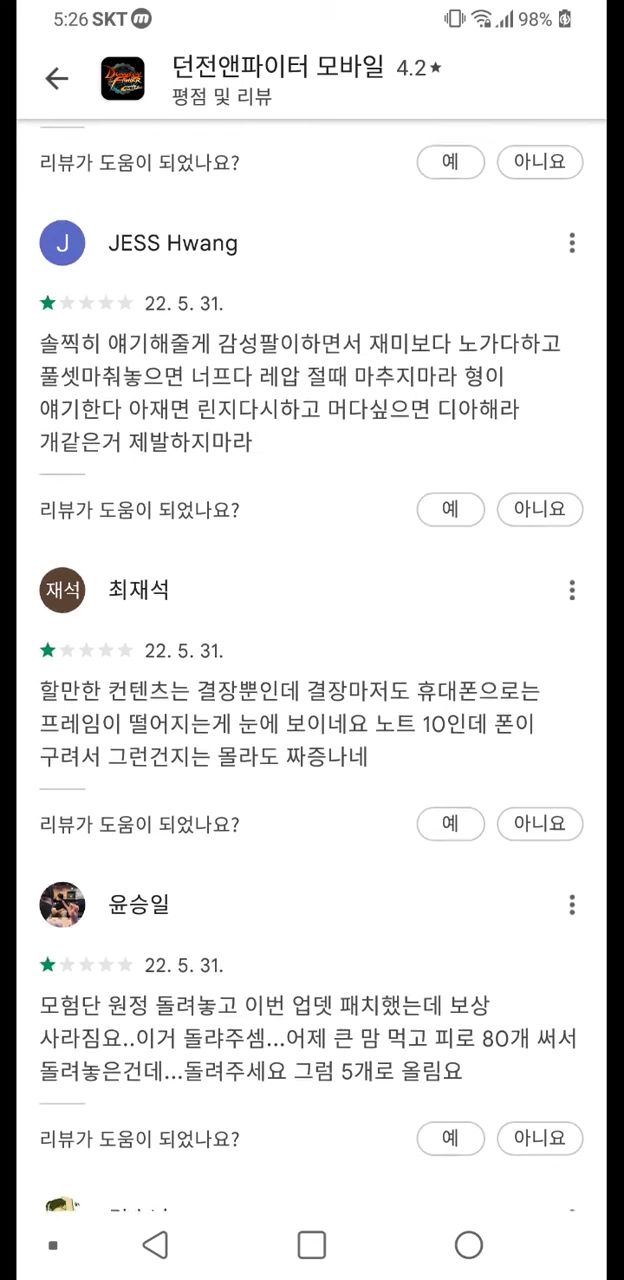 5:26 SKT m 98%
던전앤파이터 모바일 4.2★
평점 및 리뷰
리뷰가 도움이 되었나요? 예 아니요
J JESS Hwang
22. 5. 31.
솔찍히 얘기해줄게 감성팔이하면서 재미보다 노가다하고
풀셋마춰놓으면 너프다 레압 절때 마추지마라 형이
얘기한다 아재면 린지다시하고 머다싶으면 디아해라
개같은거 제발하지마라
리뷰가 도움이 되었나요? 예 아니요
재석 최재석
22. 5. 31.
할만한 컨텐츠는 결장뿐인데 결장마저도 휴대폰으로는
프레임이 떨어지는게 눈에 보이네요 노트 10인데 폰이
구려서 그런건지는 몰라도 짜증나네
리뷰가 도움이 되었나요? 예 아니요
윤승일
22. 5. 31.
모험단 원정 돌려놓고 이번 업뎃 패치했는데 보상
사라짐요..이거 돌랴주셈...어제 큰 맘 먹고 피로 80개 써서
돌려놓은건데...돌려주세요 그럼 5개로 올림요
리뷰가 도움이 되었나요? 예 아니요